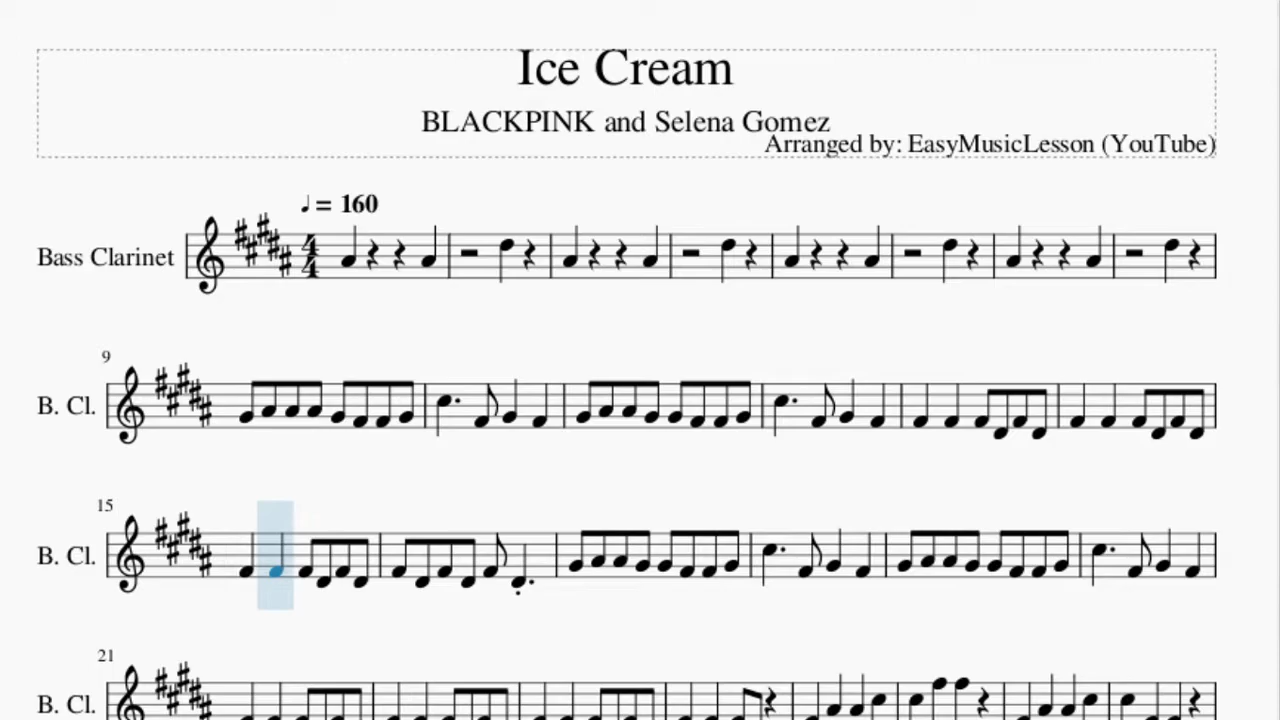 Ice Cream
BLACKPINK and Selena Gomez
Arranged by: EasyMusicLesson (YouTube)
♩ = 160
Bass Clarinet
4/4
9
B. Cl.
15
B. Cl.
21
B. Cl.